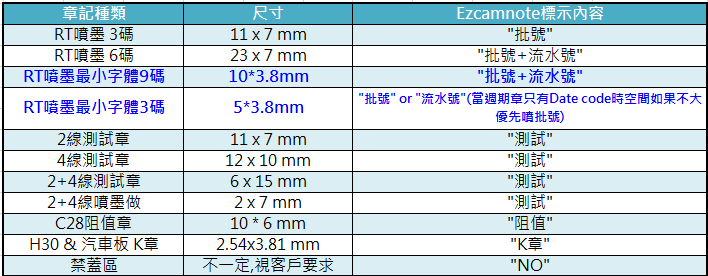 章記種類 尺寸 Ezcamnote標示內容
RT噴墨 3碼 11 x 7 mm "批號"
RT噴墨 6碼 23 x 7 mm "批號+流水號"
RT噴墨最小字體9碼 10*3.8mm "批號+流水號"
RT噴墨最小字體3碼 5*3.8mm "批號" or "流水號"(當週期章只有Date code時空間如果不大
優先噴批號)
2線測試章 11 x 7 mm "測試"
4線測試章 12 x 10 mm "測試"
2+4線測試章 6 x 15 mm "測試"
2+4線噴墨做 2 x 7 mm "測試"
C28阻值章 10 * 6 mm "阻值"
H30 & 汽車板 K章 2.54x3.81 mm "K章"
禁蓋區 不一定,視客戶要求 "NO"